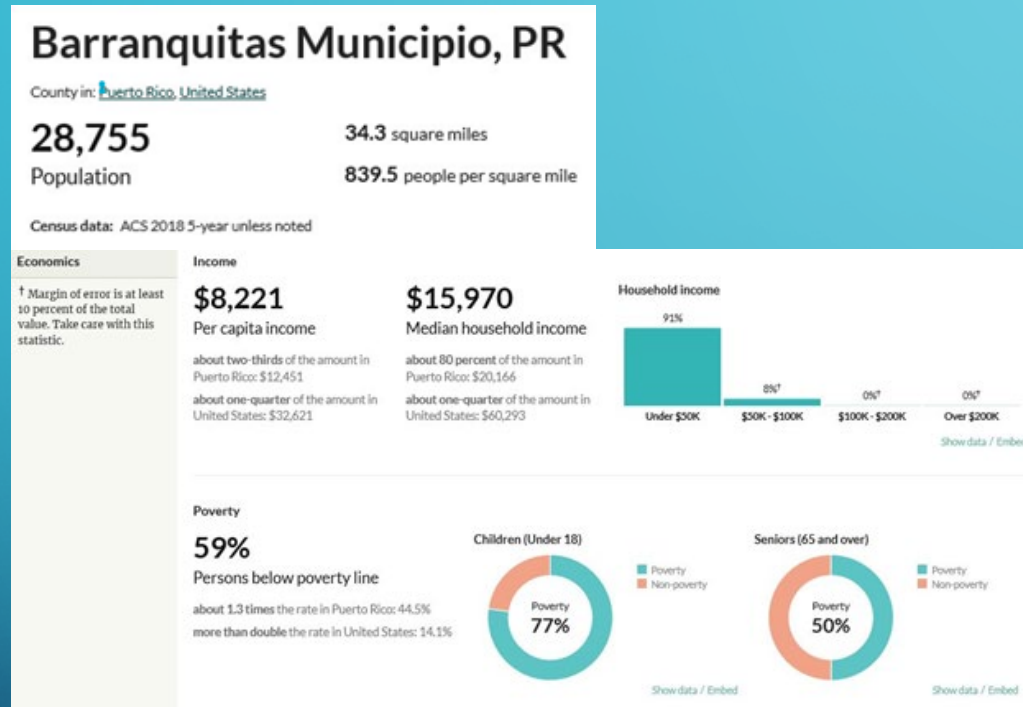 Barranquitas Municipio, PR
County in: Puerto Rico, United States
28,755
Population
34.3 square miles
839.5 people per square mile
Census data: ACS 2018 5-year unless noted
Economics
† Margin of error is at least
10 percent of the total
value. Take care with this
statistic.
Income
$8,221
Per capita income
about two-thirds of the amount in
Puerto Rico: $12,451
about one-quarter of the amount in
United States: $32,621
$15,970
Median household income
about 80 percent of the amount in
Puerto Rico: $20,166
about one-quarter of the amount in
United States: $60,293
Household income
91%
8%†
0%†
0%†
Under $50K
$50K - $100K
$100K - $200K
Over $200K
Show data / Embed
Poverty
59%
Persons below poverty line
about 1.3 times the rate in Puerto Rico: 44.5%
more than double the rate in United States: 14.1%
Children (Under 18)
Poverty
77%
Poverty
Non-poverty
Show data / Embed
Seniors (65 and over)
Poverty
50%
Poverty
Non-poverty
Show data / Embed